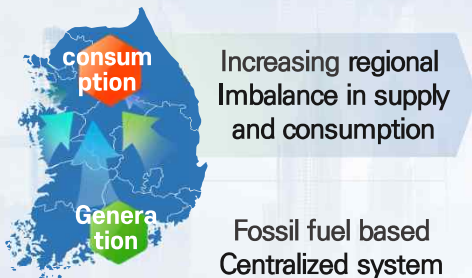 consum
ption
Increasing regional
Imbalance in supply
and consumption
Genera
tion
Fossil fuel based
Centralized system